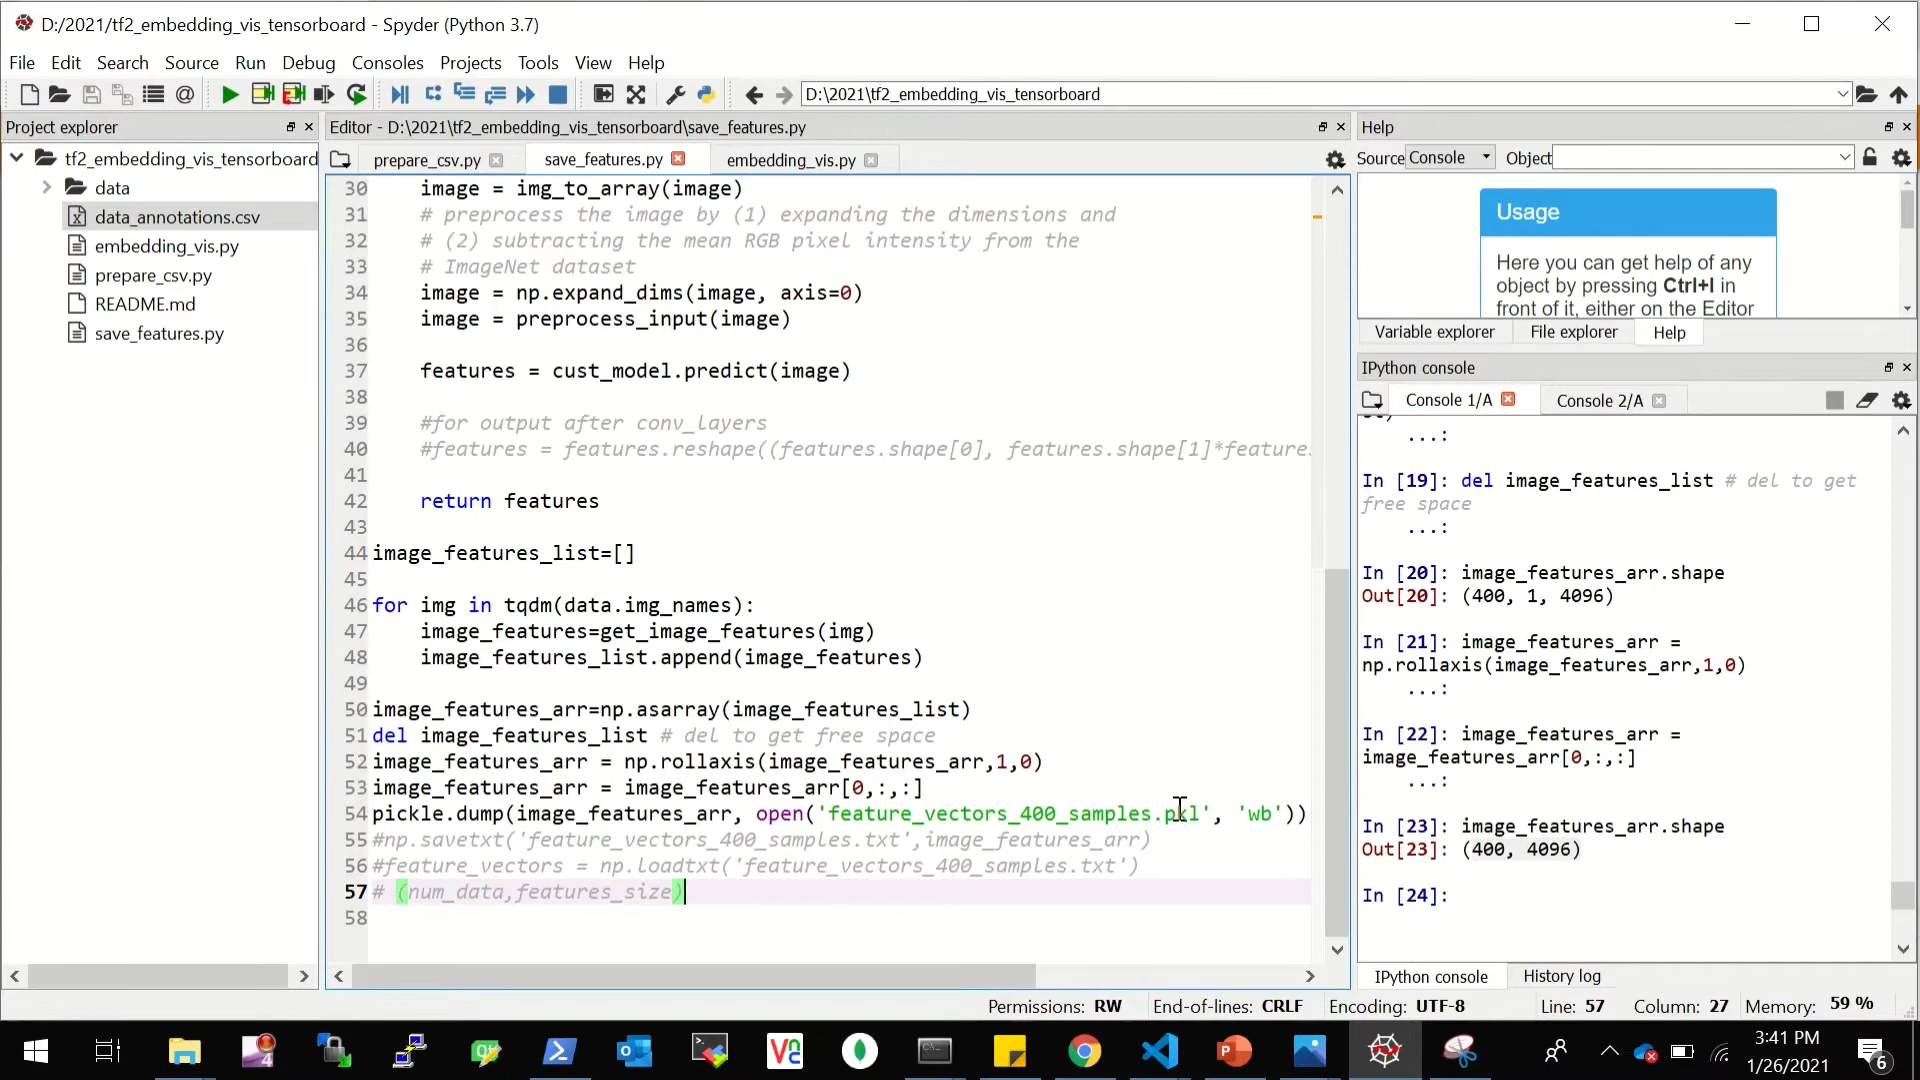 D:/2021/tf2_embedding_vis_tensorboard - Spyder (Python 3.7)
File Edit Search Source Run Debug Consoles Projects Tools View Help
D:\2021\tf2_embedding_vis_tensorboard
Project explorer
tf2_embedding_vis_tensorboard
data
data_annotations.csv
embedding_vis.py
prepare_csv.py
README.md
save_features.py
Editor - D:\2021\tf2_embedding_vis_tensorboard\save_features.py
prepare_csv.py save_features.py embedding_vis.py
30 image = img_to_array(image)
31 # preprocess the image by (1) expanding the dimensions and
32 # (2) subtracting the mean RGB pixel intensity from the
33 # ImageNet dataset
34 image = np.expand_dims(image, axis=0)
35 image = preprocess_input(image)
36
37 features = cust_model.predict(image)
38
39 #for output after conv_layers
40 #features = features.reshape((features.shape[0], features.shape[1]*feature
41
42 return features
43
44 image_features_list=[]
45
46 for img in tqdm(data.img_names):
47 image_features=get_image_features(img)
48 image_features_list.append(image_features)
49
50 image_features_arr=np.asarray(image_features_list)
51 del image_features_list # del to get free space
52 image_features_arr = np.rollaxis(image_features_arr,1,0)
53 image_features_arr = image_features_arr[0,:,:]
54 pickle.dump(image_features_arr, open('feature_vectors_400_samples.pkl', 'wb'))
55 #np.savetxt('feature_vectors_400_samples.txt',image_features_arr)
56 #feature_vectors = np.loadtxt('feature_vectors_400_samples.txt')
57 # (num_data,features_size)
58
Help
Source Console Object
Usage
Here you can get help of any
object by pressing Ctrl+I in
front of it, either on the Editor
Variable explorer File explorer Help
IPython console
Console 1/A Console 2/A
...:
In [19]: del image_features_list # del to get
free space
...:
In [20]: image_features_arr.shape
Out[20]: (400, 1, 4096)
In [21]: image_features_arr =
np.rollaxis(image_features_arr,1,0)
...:
In [22]: image_features_arr =
image_features_arr[0,:,:]
...:
In [23]: image_features_arr.shape
Out[23]: (400, 4096)
In [24]:
IPython console History log
Permissions: RW End-of-lines: CRLF Encoding: UTF-8 Line: 57 Column: 27 Memory: 59 %
3:41 PM
1/26/2021
6